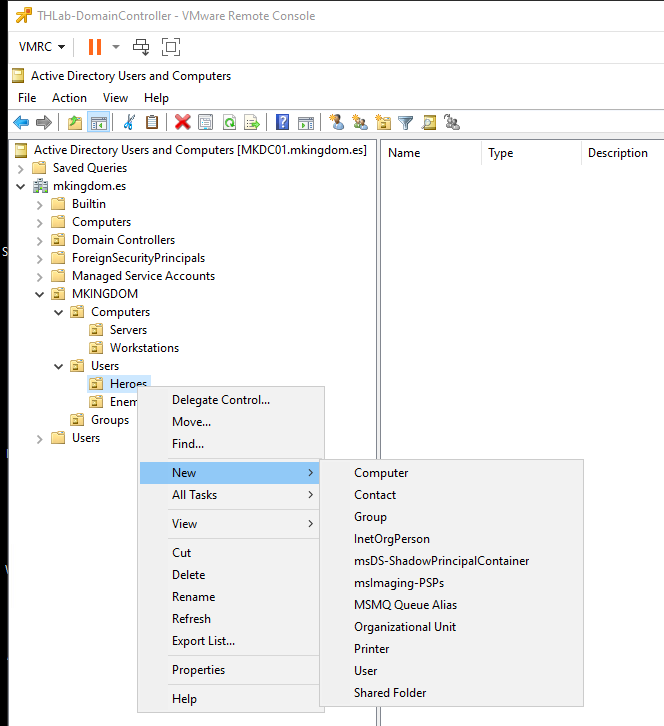 THLab-DomainController - VMware Remote Console
VMRC
Active Directory Users and Computers
File Action View Help
Active Directory Users and Computers [MKDC01.mkingdom.es]
Saved Queries
mkingdom.es
Builtin
Computers
Domain Controllers
ForeignSecurityPrincipals
Managed Service Accounts
MKINGDOM
Computers
Servers
Workstations
Users
Heroes
Enem
Groups
Users
Name Type Description
Delegate Control...
Move...
Find...
New
All Tasks
View
Cut
Delete
Rename
Refresh
Export List...
Properties
Help
Computer
Contact
Group
InetOrgPerson
msDS-ShadowPrincipalContainer
msImaging-PSPs
MSMQ Queue Alias
Organizational Unit
Printer
User
Shared Folder